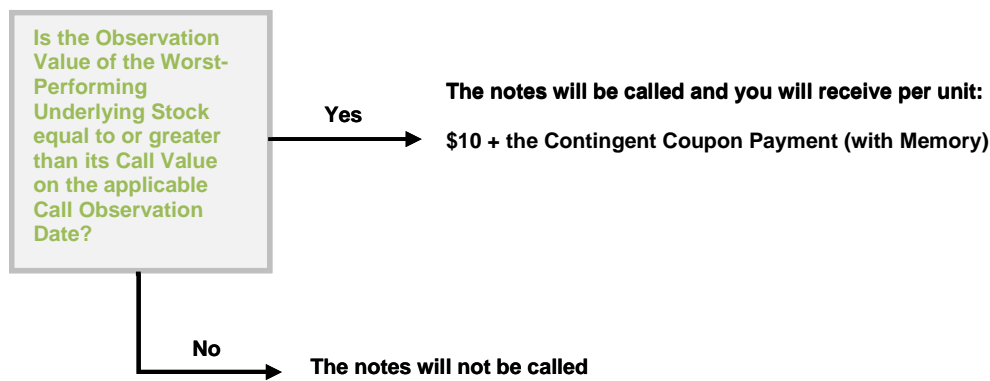 Is the Observation
Value of the Worst-
Performing
Underlying Stock
equal to or greater
than its Call Value
on the applicable
Call Observation
Date?
Yes
The notes will be called and you will receive per unit:
$10 + the Contingent Coupon Payment (with Memory)
No
The notes will not be called